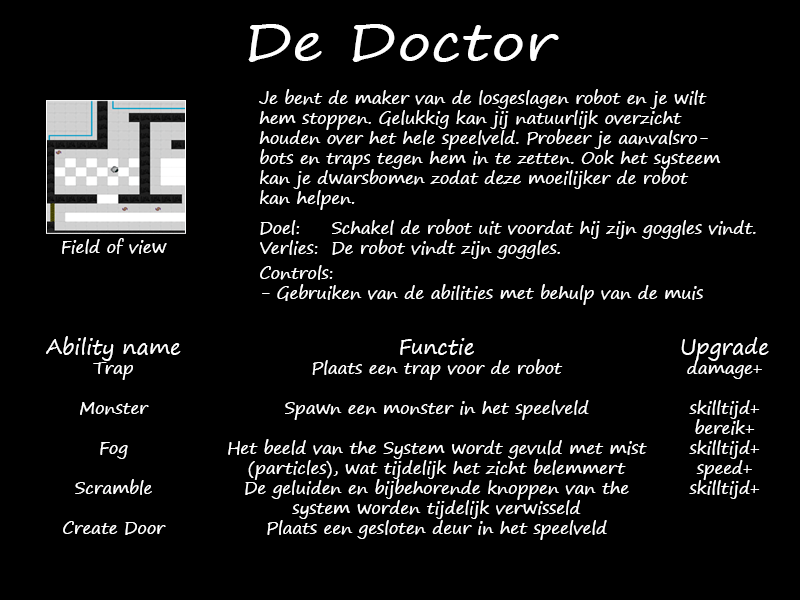 De Doctor
Je bent de maker van de losgeslagen robot en je wilt
hem stoppen. Gelukkig kan jij natuurlijk overzicht
houden over het hele speelveld. Probeer je aanvalsro-
bots en traps tegen hem in te zetten. Ook het systeem
kan je dwarsbomen zodat deze moeilijker de robot
kan helpen.
Field of view
Doel: Schakel de robot uit voordat hij zijn goggles vindt.
Verlies: De robot vindt zijn goggles.
Controls:
- Gebruiken van de abilities met behulp van de muis
Ability name Functie Upgrade
Trap Plaats een trap voor de robot damage+
Monster Spawn een monster in het speelveld skilltijd+
bereik+
Fog Het beeld van the System wordt gevuld met mist skilltijd+
(particles), wat tijdelijk het zicht belemmert speed+
Scramble De geluiden en bijbehorende knoppen van the skilltijd+
system worden tijdelijk verwisseld
Create Door Plaats een gesloten deur in het speelveld